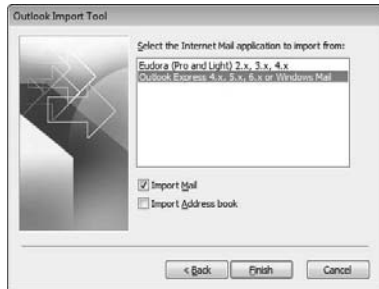 Outlook Import Tool
Select the Internet Mail application to import from:
Eudora (Pro and Light) 2.x, 3.x, 4.x
Outlook Express 4.x, 5.x, 6.x or Windows Mail
Import Mail
Import Address book
< Back Finish Cancel